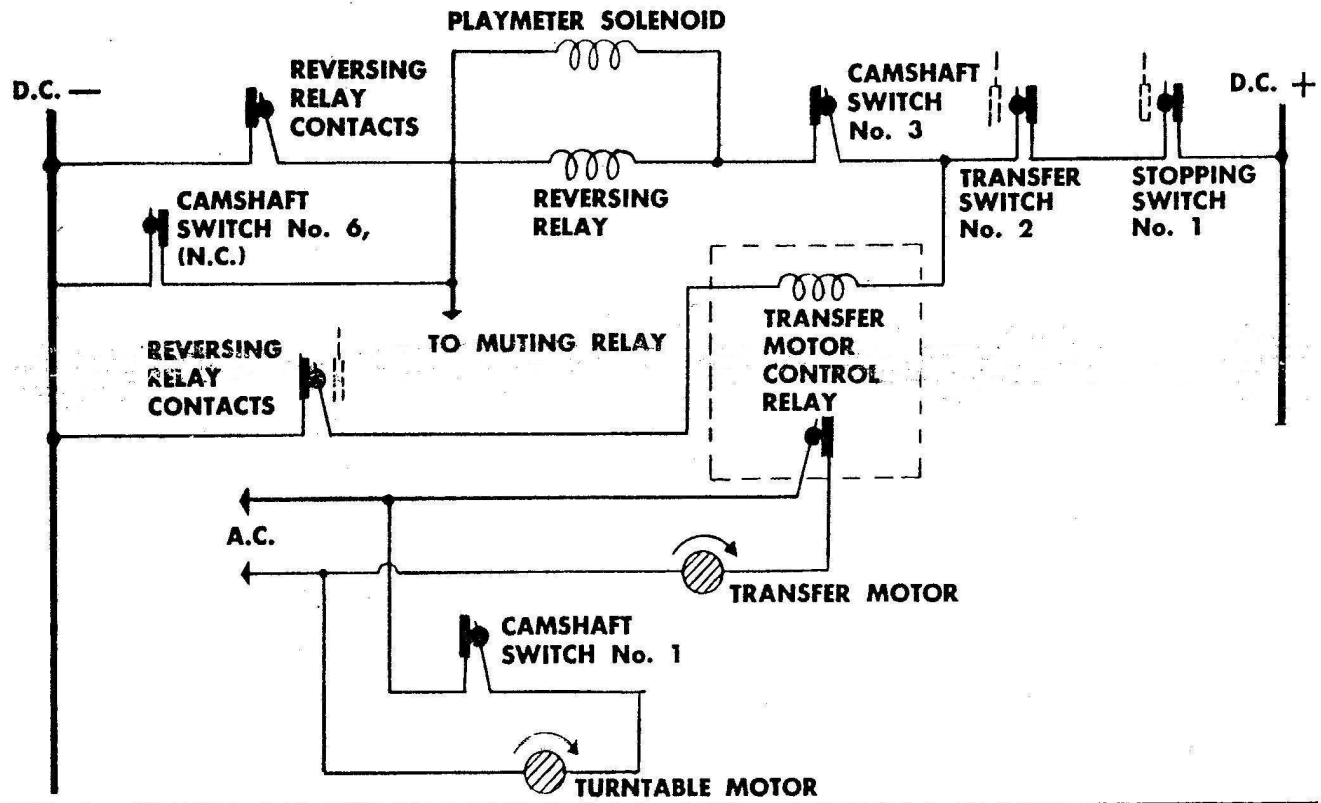 PLAYMETER SOLENOID
D.C. —
REVERSING
RELAY
CONTACTS
CAMSHAFT
SWITCH
No. 3
D.C. +
REVERSING
RELAY
TRANSFER
SWITCH
No. 2
STOPPING
SWITCH
No. 1
CAMSHAFT
SWITCH No. 6,
(N.C.)
TO MUTING RELAY
TRANSFER
MOTOR
CONTROL
RELAY
REVERSING
RELAY
CONTACTS
A.C.
TRANSFER MOTOR
CAMSHAFT
SWITCH No. 1
TURNTABLE MOTOR